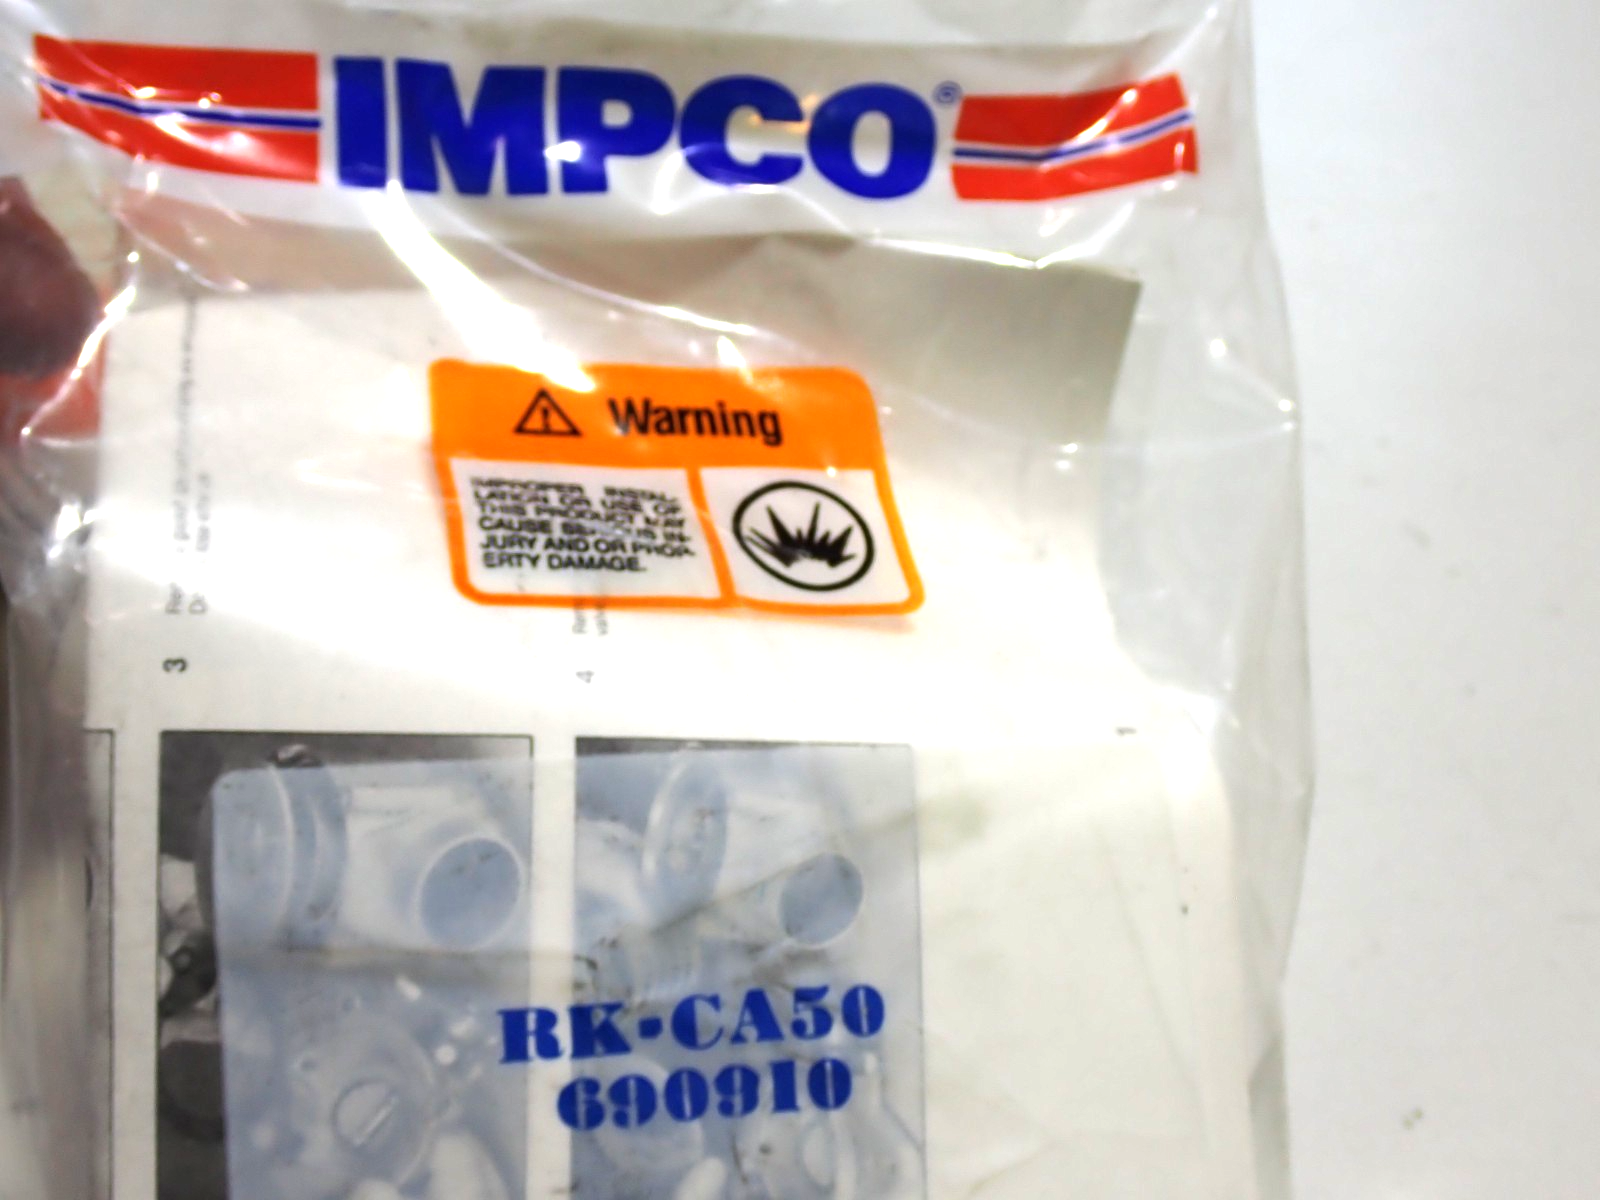 IMPCO®
Warning
IMPROPER INSTAL-
LATION OR USE OF
THIS PRODUCT MAY
CAUSE SERIOUS IN-
JURY AND OR PROP-
ERTY DAMAGE.
3
4
1
RK-CA50
690910